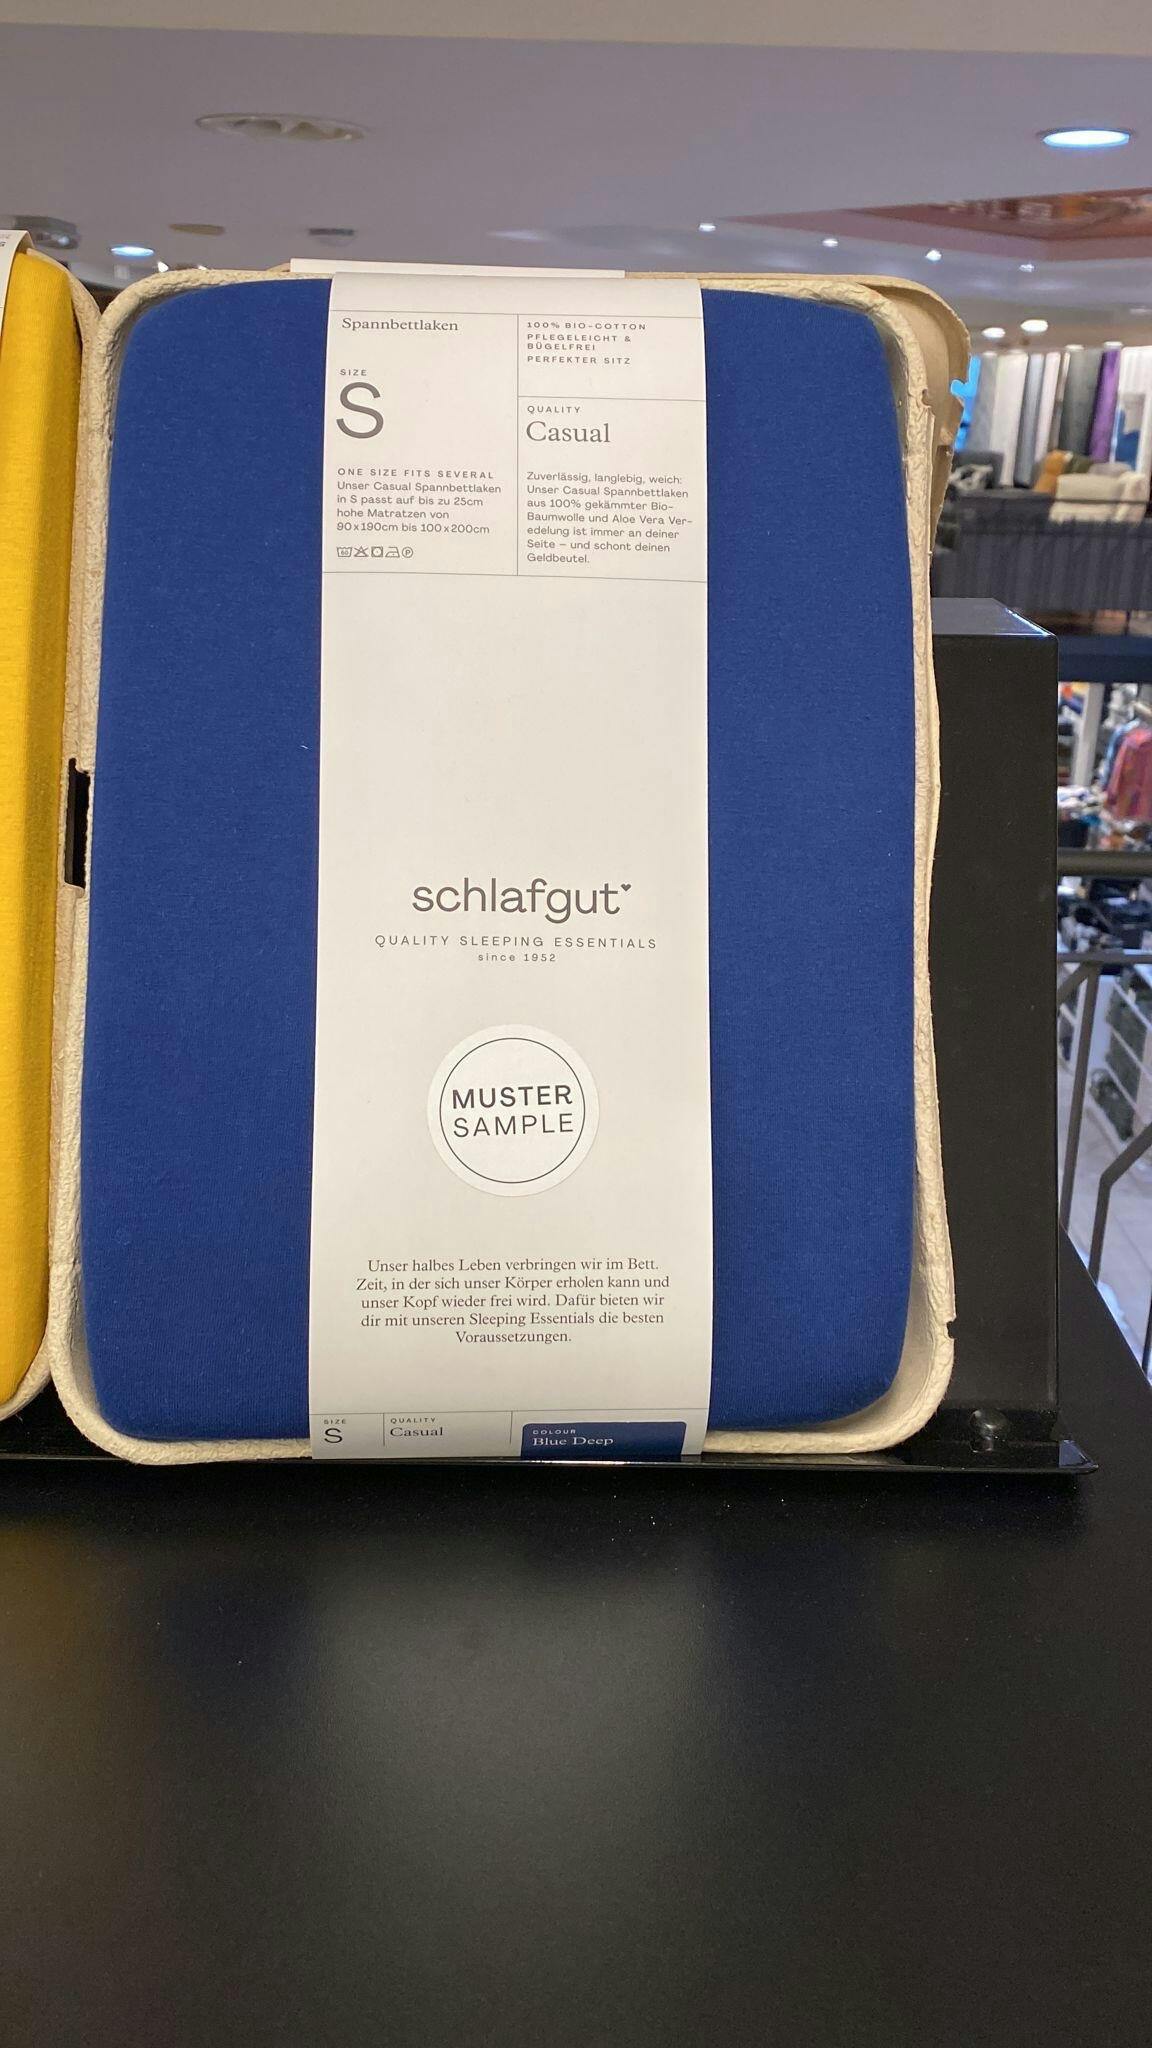 Spannbettlaken
SIZE
S
ONE SIZE FITS SEVERAL
Unser Casual Spannbettlaken
in S passt auf bis zu 25cm
hohe Matratzen von
90x190cm bis 100x200cm
100% BIO-COTTON
PFLEGELEICHT &
BÜGELFREI
PERFEKTER SITZ
QUALITY
Casual
Zuverlässig, langlebig, weich:
Unser Casual Spannbettlaken
aus 100% gekämmter Bio-
Baumwolle und Aloe Vera Ver-
edelung ist immer an deiner
Seite – und schont deinen
Geldbeutel.
schlafgut
QUALITY SLEEPING ESSENTIALS
since 1952
MUSTER
SAMPLE
Unser halbes Leben verbringen wir im Bett.
Zeit, in der sich unser Körper erholen kann und
unser Kopf wieder frei wird. Dafür bieten wir
dir mit unseren Sleeping Essentials die besten
Voraussetzungen.
SIZE
S
QUALITY
Casual
COLOUR
Blue Deep